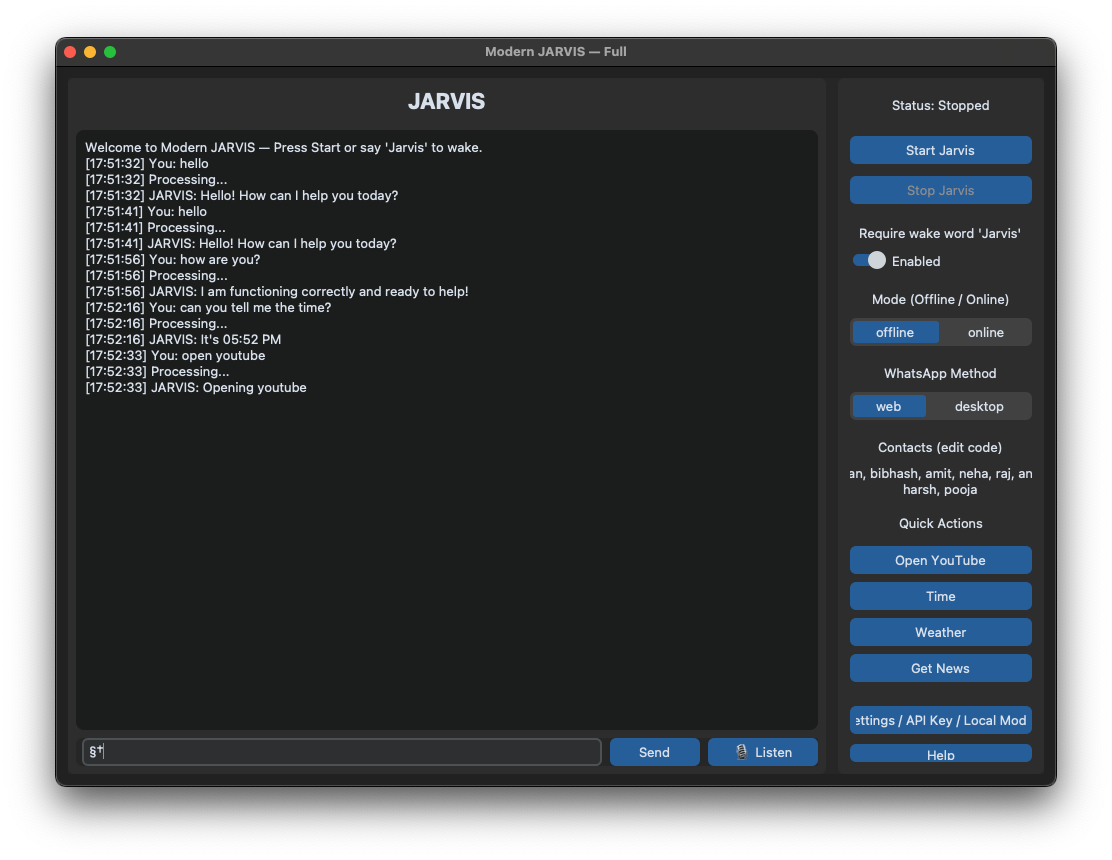 Modern JARVIS — Full
JARVIS
Welcome to Modern JARVIS — Press Start or say 'Jarvis' to wake.
[17:51:32] You: hello
[17:51:32] Processing...
[17:51:32] JARVIS: Hello! How can I help you today?
[17:51:41] You: hello
[17:51:41] Processing...
[17:51:41] JARVIS: Hello! How can I help you today?
[17:51:56] You: how are you?
[17:51:56] Processing...
[17:51:56] JARVIS: I am functioning correctly and ready to help!
[17:52:16] You: can you tell me the time?
[17:52:16] Processing...
[17:52:16] JARVIS: It's 05:52 PM
[17:52:33] You: open youtube
[17:52:33] Processing...
[17:52:33] JARVIS: Opening youtube
§†
Send
Listen
Status: Stopped
Start Jarvis
Stop Jarvis
Require wake word 'Jarvis'
Enabled
Mode (Offline / Online)
offline online
WhatsApp Method
web desktop
Contacts (edit code)
an, bibhash, amit, neha, raj, an
harsh, pooja
Quick Actions
Open YouTube
Time
Weather
Get News
ettings / API Key / Local Mod
Help